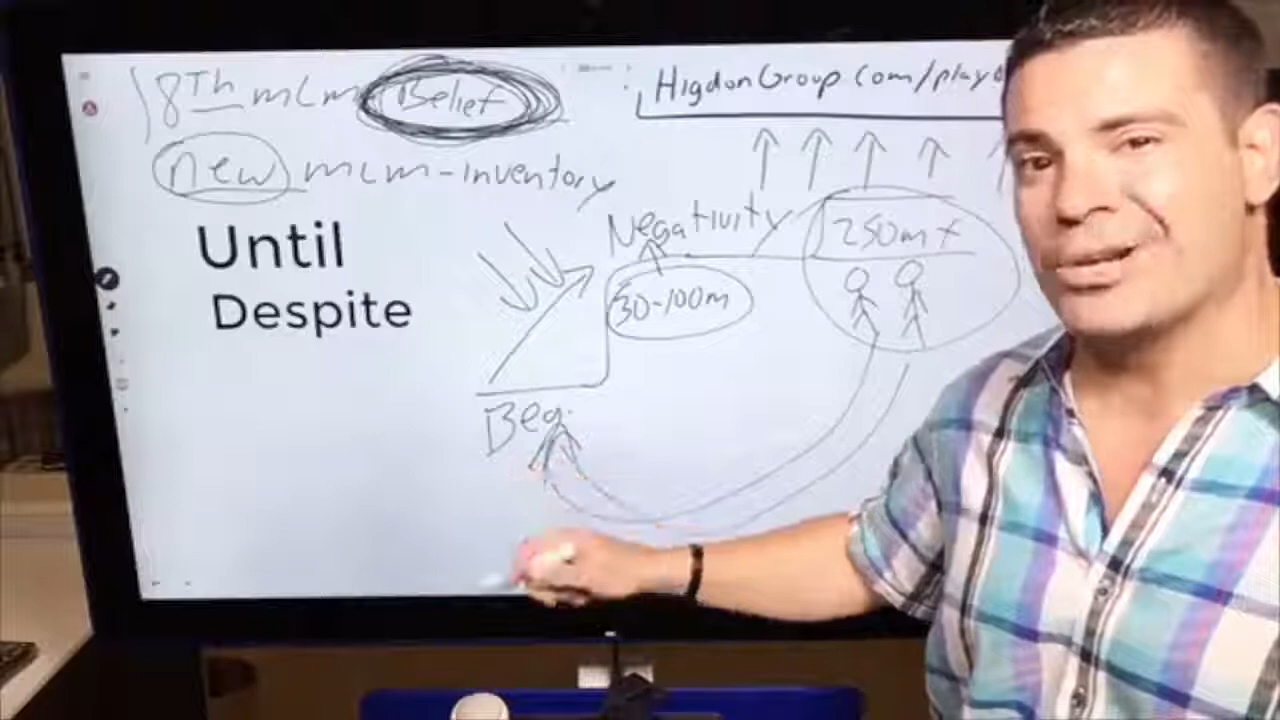 18Th mLm Belief
HigdonGroup.com/play
new mLm-inventory
Until
Despite
Negativity
250m+
30-100m
Beg